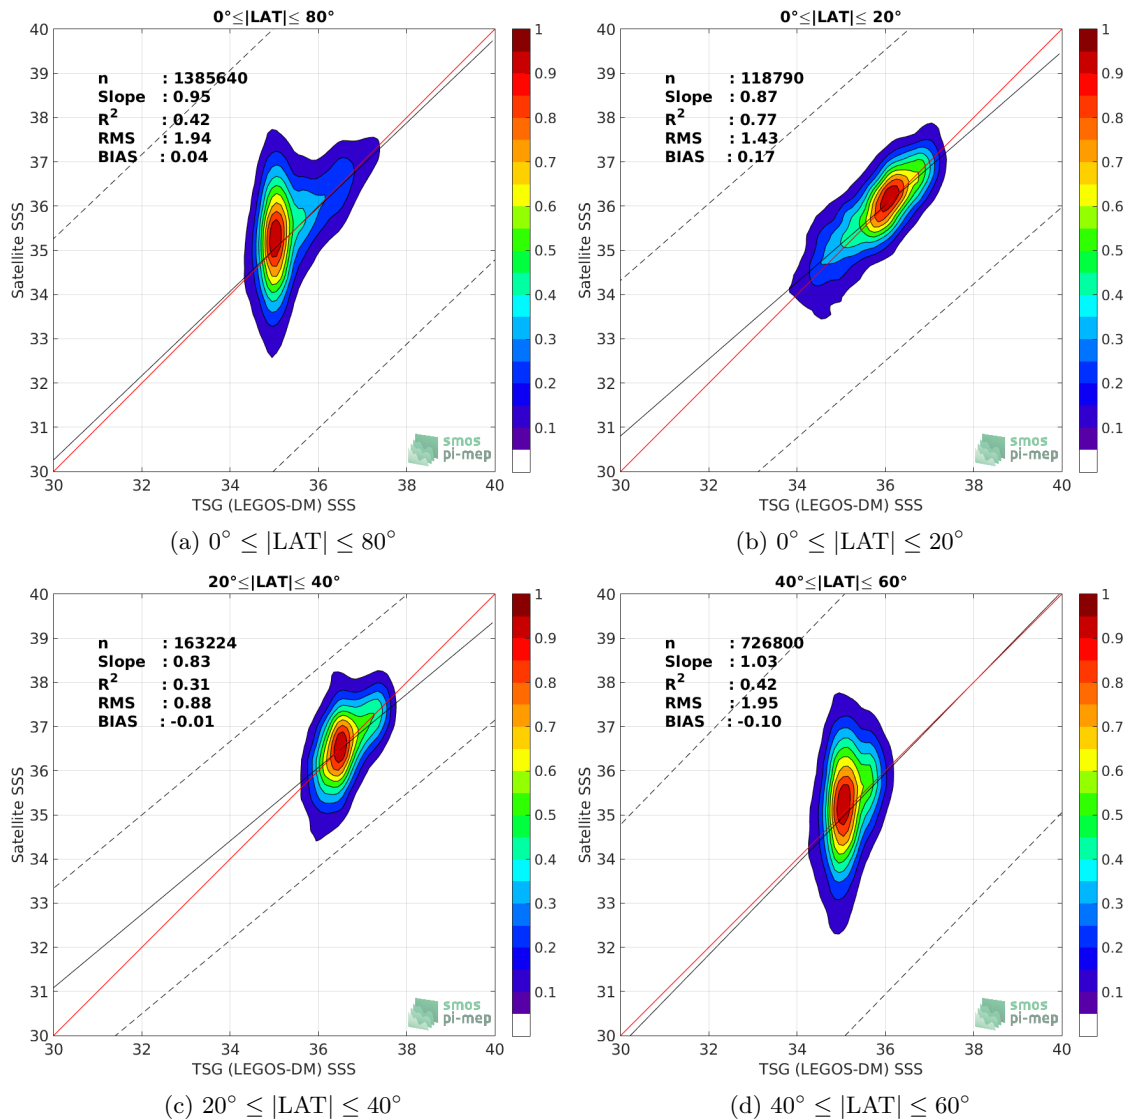 0°≤|LAT|≤ 80°
n : 1385640
Slope : 0.95
R² : 0.42
RMS : 1.94
BIAS : 0.04
40
39
38
37
36
35
34
33
32
31
30
Satellite SSS
30 32 34 36 38 40
TSG (LEGOS-DM) SSS
smos
pi-mep
1
0.9
0.8
0.7
0.6
0.5
0.4
0.3
0.2
0.1
(a) 0° ≤ |LAT| ≤ 80°
0°≤|LAT|≤ 20°
n : 118790
Slope : 0.87
R² : 0.77
RMS : 1.43
BIAS : 0.17
40
39
38
37
36
35
34
33
32
31
30
Satellite SSS
30 32 34 36 38 40
TSG (LEGOS-DM) SSS
smos
pi-mep
1
0.9
0.8
0.7
0.6
0.5
0.4
0.3
0.2
0.1
(b) 0° ≤ |LAT| ≤ 20°
20°≤|LAT|≤ 40°
n : 163224
Slope : 0.83
R² : 0.31
RMS : 0.88
BIAS : -0.01
40
39
38
37
36
35
34
33
32
31
30
Satellite SSS
30 32 34 36 38 40
TSG (LEGOS-DM) SSS
smos
pi-mep
1
0.9
0.8
0.7
0.6
0.5
0.4
0.3
0.2
0.1
(c) 20° ≤ |LAT| ≤ 40°
40°≤|LAT|≤ 60°
n : 726800
Slope : 1.03
R² : 0.42
RMS : 1.95
BIAS : -0.10
40
39
38
37
36
35
34
33
32
31
30
Satellite SSS
30 32 34 36 38 40
TSG (LEGOS-DM) SSS
smos
pi-mep
1
0.9
0.8
0.7
0.6
0.5
0.4
0.3
0.2
0.1
(d) 40° ≤ |LAT| ≤ 60°